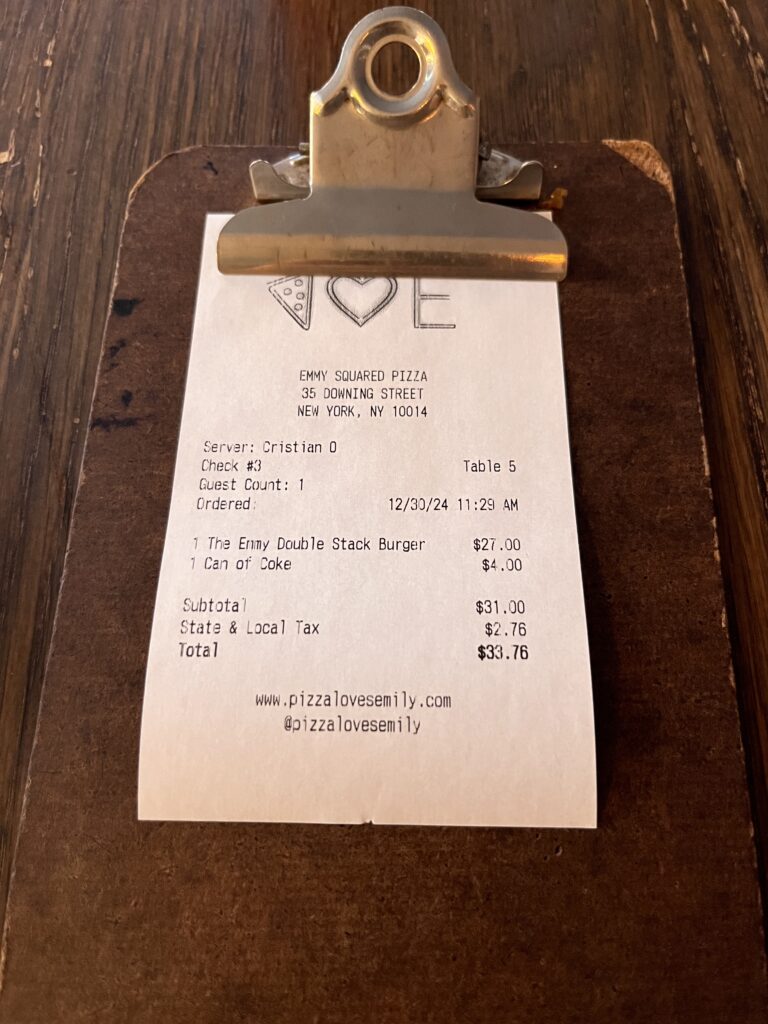 E
EMMY SQUARED PIZZA
35 DOWNING STREET
NEW YORK, NY 10014
Server: Cristian O
Check #3 Table 5
Guest Count: 1
Ordered: 12/30/24 11:29 AM
1 The Emmy Double Stack Burger $27.00
1 Can of Coke $4.00
Subtotal $31.00
State & Local Tax $2.76
Total $33.76
www.pizzalovesemily.com
@pizzalovesemily